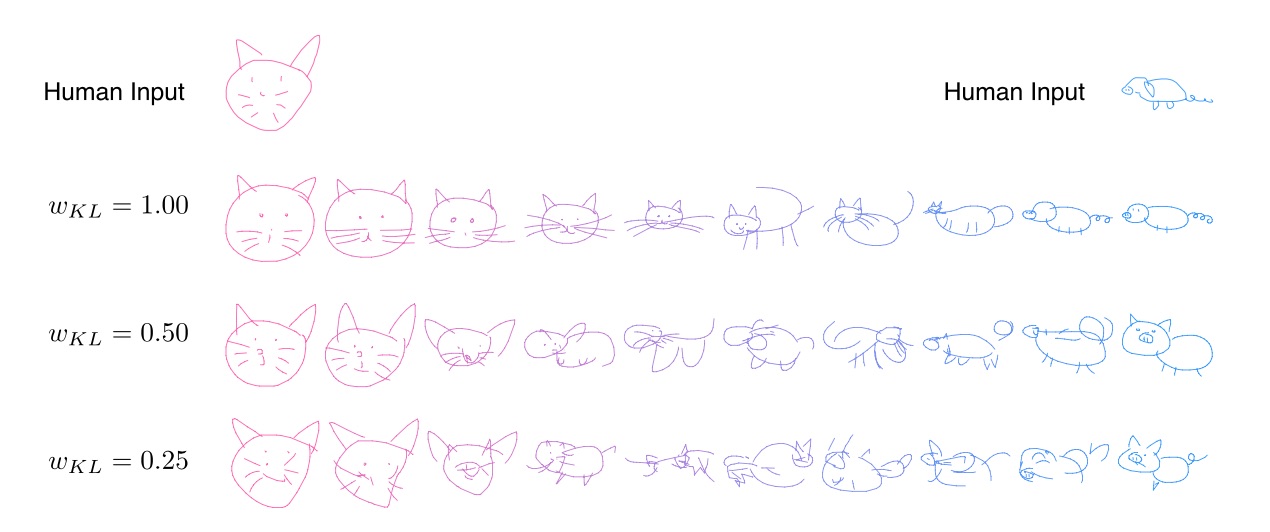 Human Input
Human Input
w_{KL} = 1.00
w_{KL} = 0.50
w_{KL} = 0.25